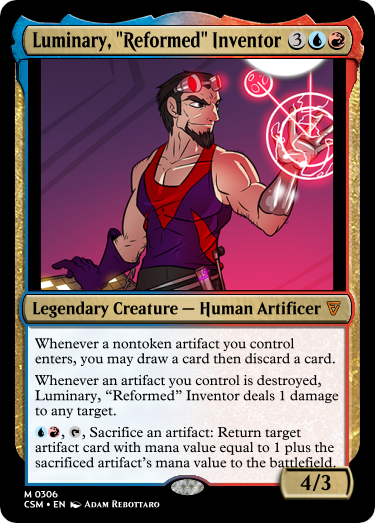 Luminary, "Reformed" Inventor 3
Legendary Creature — Human Artificer
Whenever a nontoken artifact you control
enters, you may draw a card then discard a card.
Whenever an artifact you control is destroyed,
Luminary, “Reformed” Inventor deals 1 damage
to any target.
, , Sacrifice an artifact: Return target
artifact card with mana value equal to 1 plus the
sacrificed artifact’s mana value to the battlefield.
4/3
M 0306
CSM • EN Adam Rebottaro